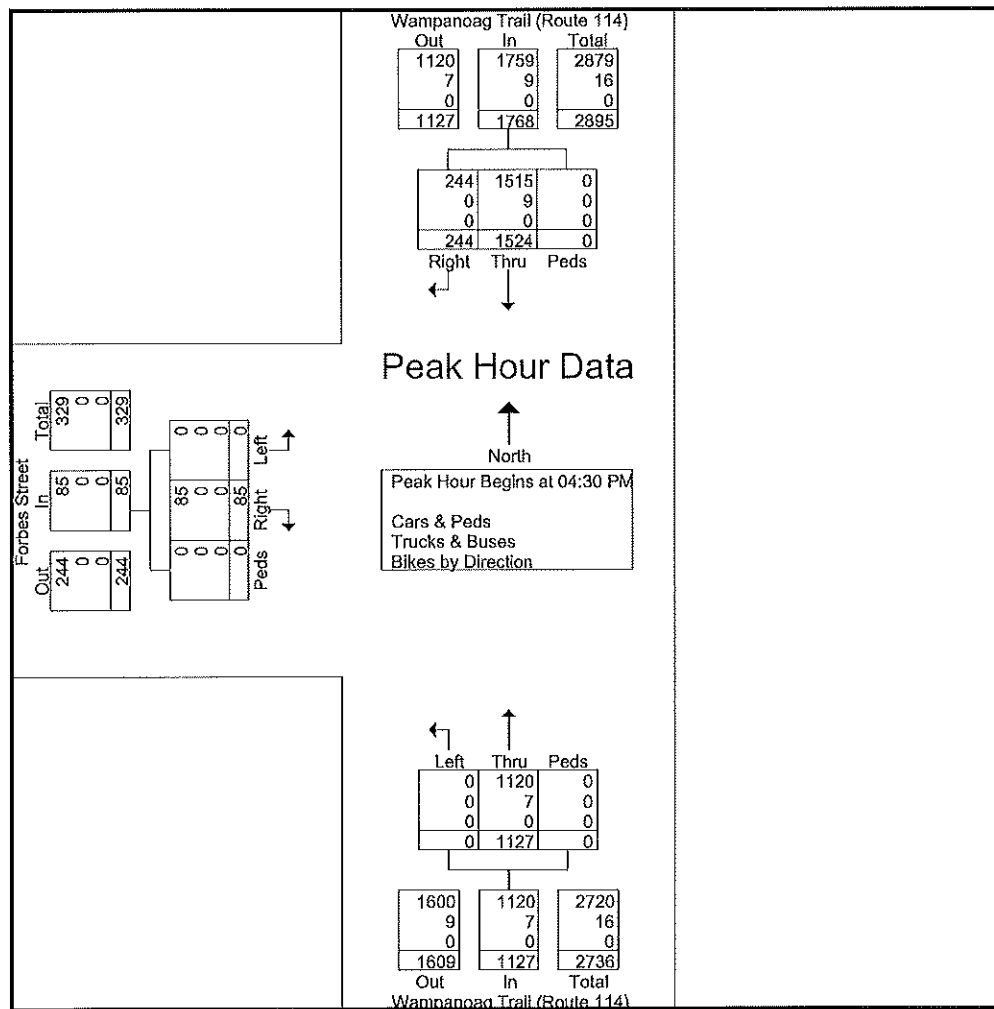 Wampanoag Trail (Route 114)
Out In Total
1120 1759 2879
7 9 16
0 0 0
1127 1768 2895
244 1515 0
0 9 0
0 0 0
244 1524 0
Right Thru Peds
Peak Hour Data
North
Peak Hour Begins at 04:30 PM
Cars & Peds
Trucks & Buses
Bikes by Direction
Forbes Street
Out In Total
244 85 329
0 0 0
0 0 0
244 85 329
0 85 0
0 0 0
0 0 0
0 85 0
Peds Right Left
Left Thru Peds
0 1120 0
0 7 0
0 0 0
0 1127 0
1600 1120 2720
9 7 16
0 0 0
1609 1127 2736
Out In Total
Wampanoag Trail (Route 114)